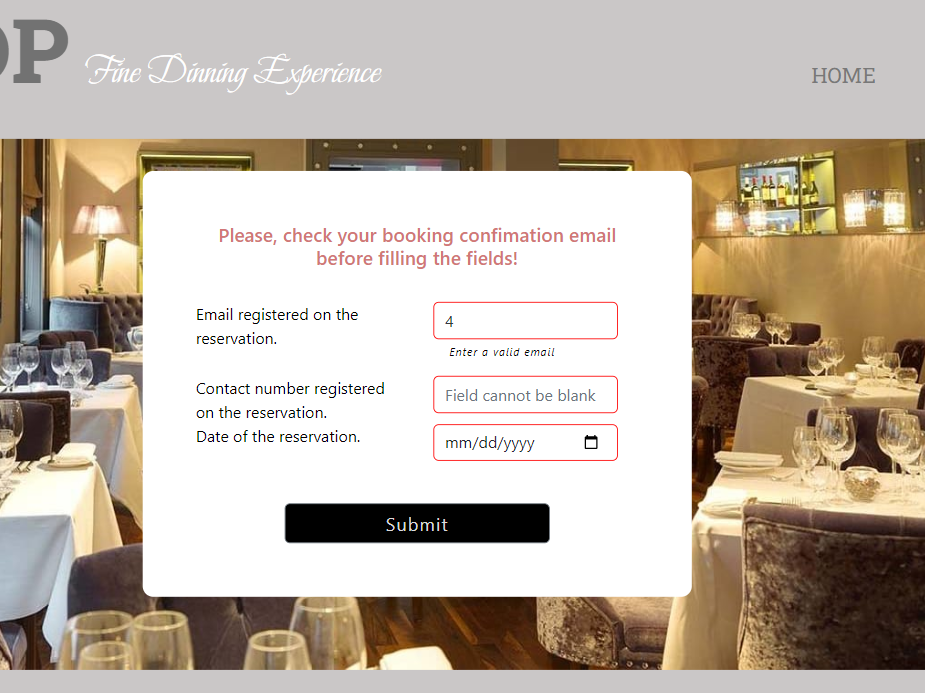 OP Fine Dinning Experience
HOME
Please, check your booking confimation email
before filling the fields!
Email registered on the
reservation.
4
Enter a valid email
Contact number registered
on the reservation.
Field cannot be blank
Date of the reservation.
mm/dd/yyyy
Submit